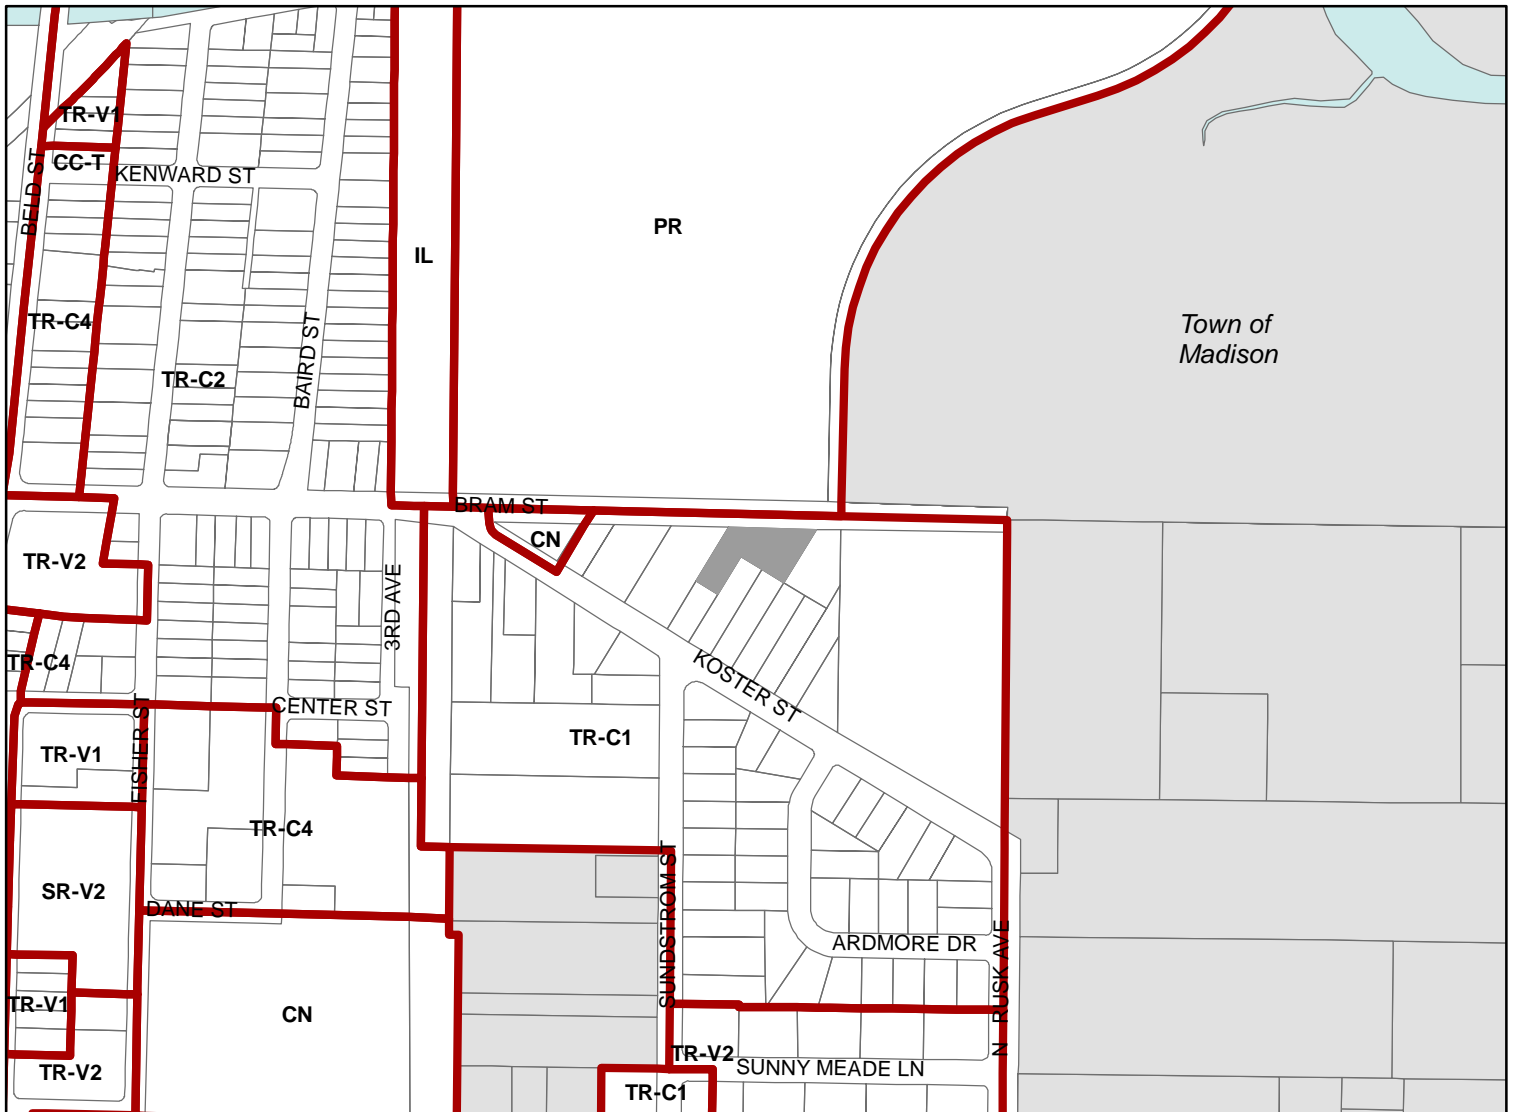 TR-V1
CC-T
KENWARD ST
BELD ST
PR
IL
TR-C4
BAIRD ST
TR-C2
Town of
Madison
BRAM ST
CN
TR-V2
3RD AVE
TR-C4
KOSTER ST
CENTER ST
TR-C1
TR-V1
FISHER ST
TR-C4
SR-V2
DANE ST
SUNDSTROM ST
ARDMORE DR
N RUSK AVE
TR-V1
CN
TR-V2
SUNNY MEADE LN
TR-V2
TR-C1